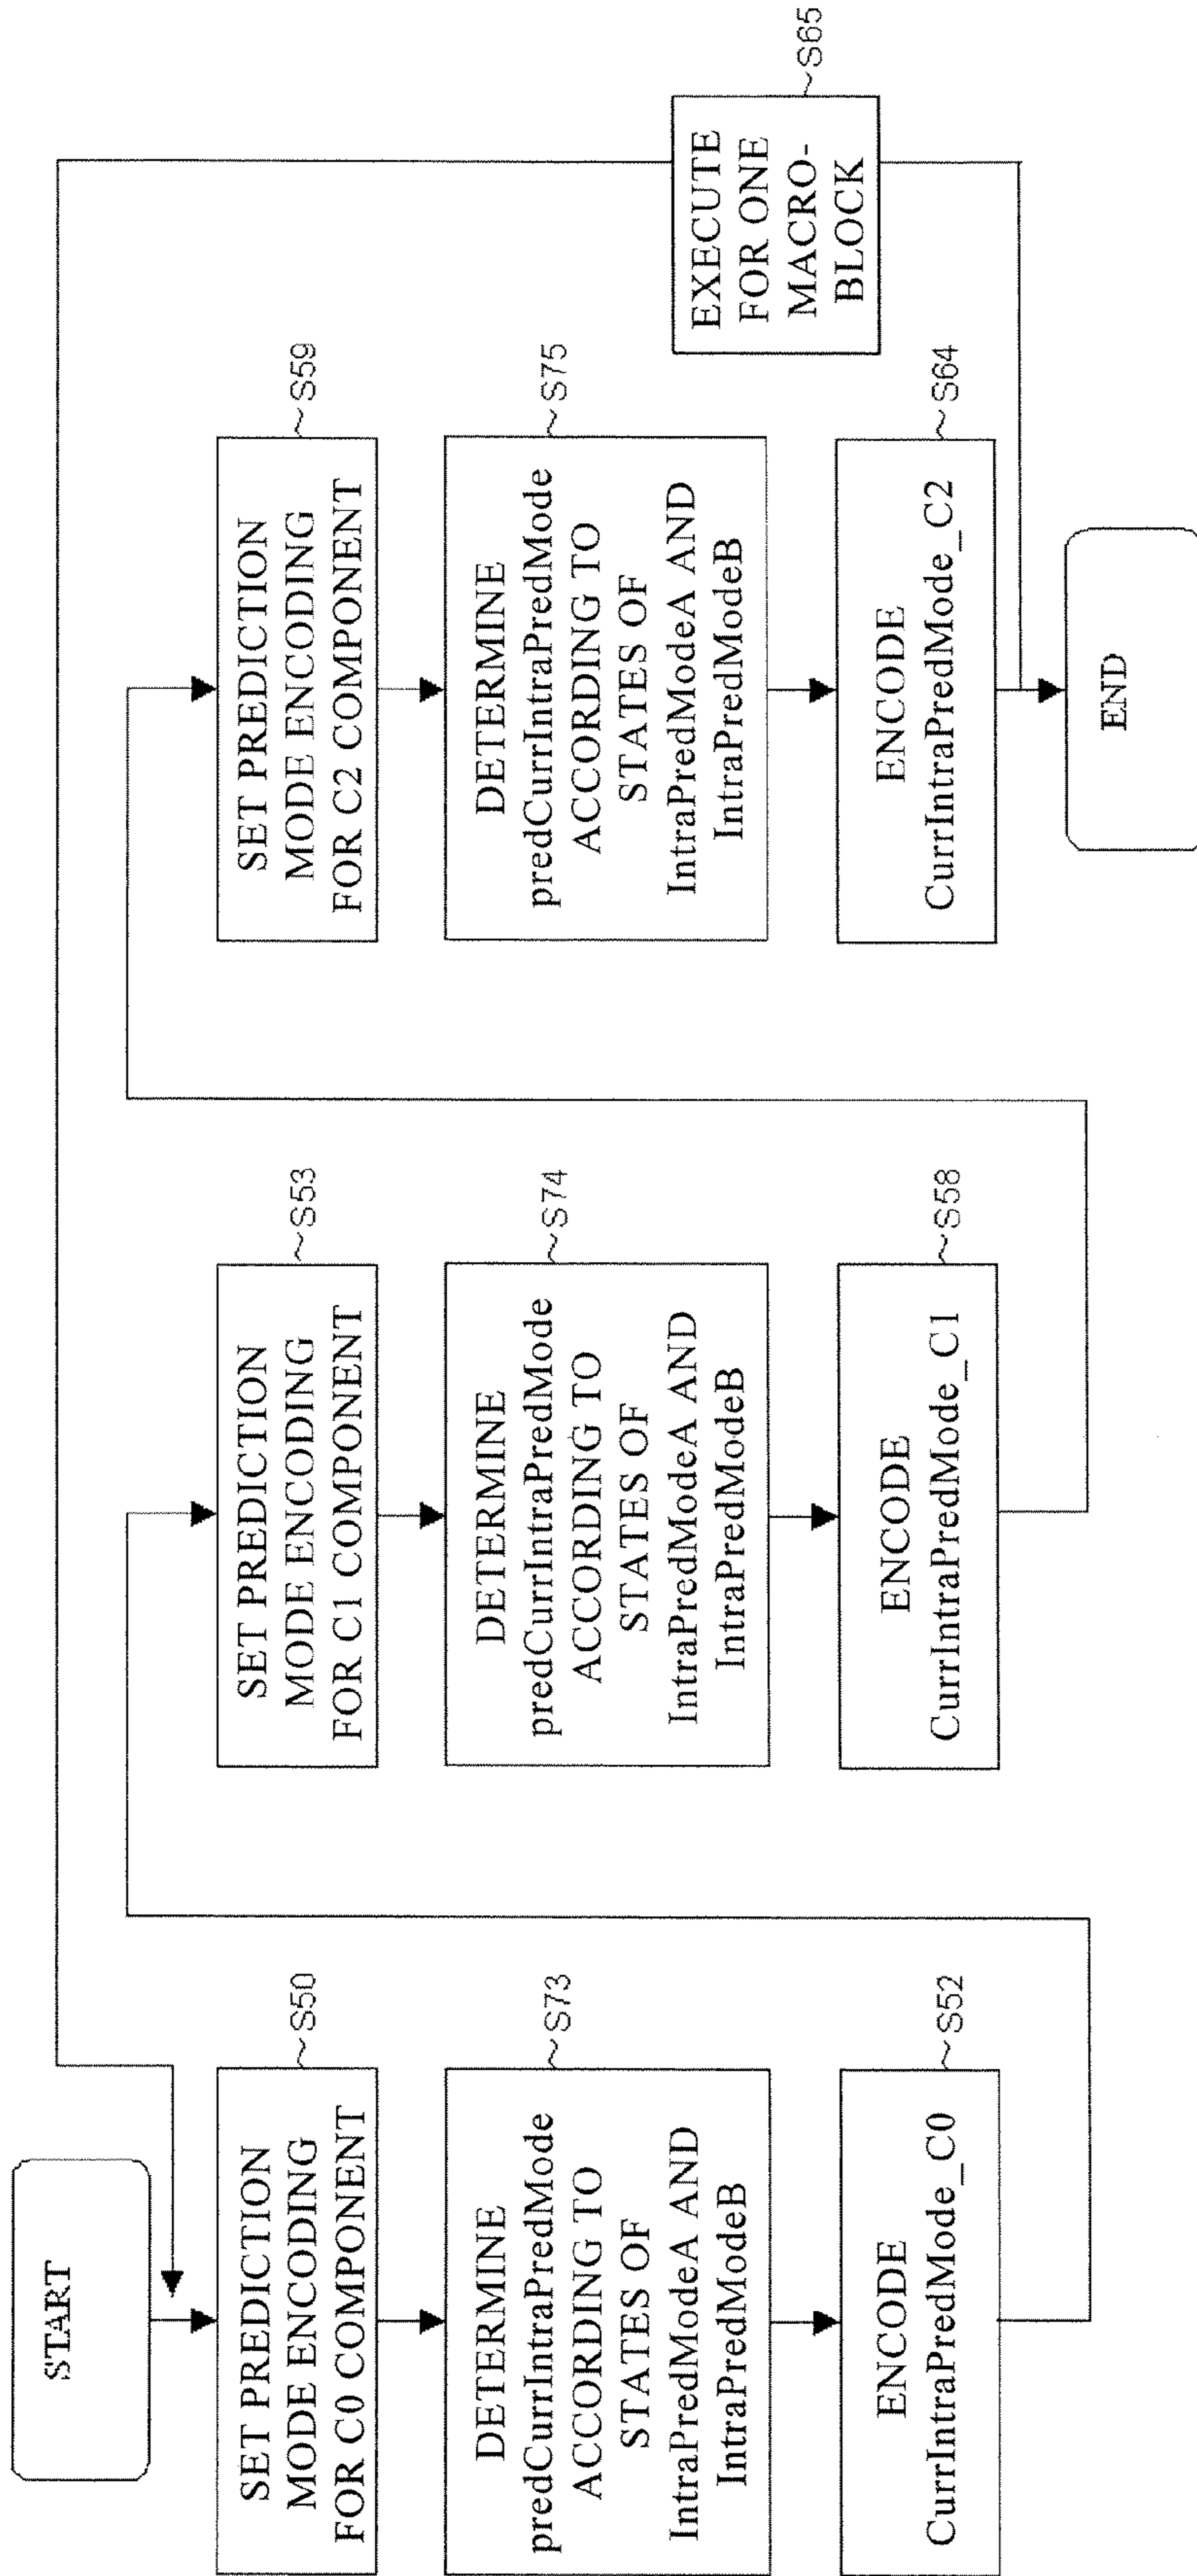 START
SET PREDICTION
MODE ENCODING
FOR C0 COMPONENT
~S50
DETERMINE
predCurrIntraPredMode
ACCORDING TO
STATES OF
IntraPredModeA AND
IntraPredModeB
~S73
ENCODE
CurrIntraPredMode_C0
~S52
SET PREDICTION
MODE ENCODING
FOR C1 COMPONENT
~S53
DETERMINE
predCurrIntraPredMode
ACCORDING TO
STATES OF
IntraPredModeA AND
IntraPredModeB
~S74
ENCODE
CurrIntraPredMode_C1
~S58
SET PREDICTION
MODE ENCODING
FOR C2 COMPONENT
~S59
DETERMINE
predCurrIntraPredMode
ACCORDING TO
STATES OF
IntraPredModeA AND
IntraPredModeB
~S75
ENCODE
CurrIntraPredMode_C2
~S64
EXECUTE
FOR ONE
MACRO-
BLOCK
~S65
END